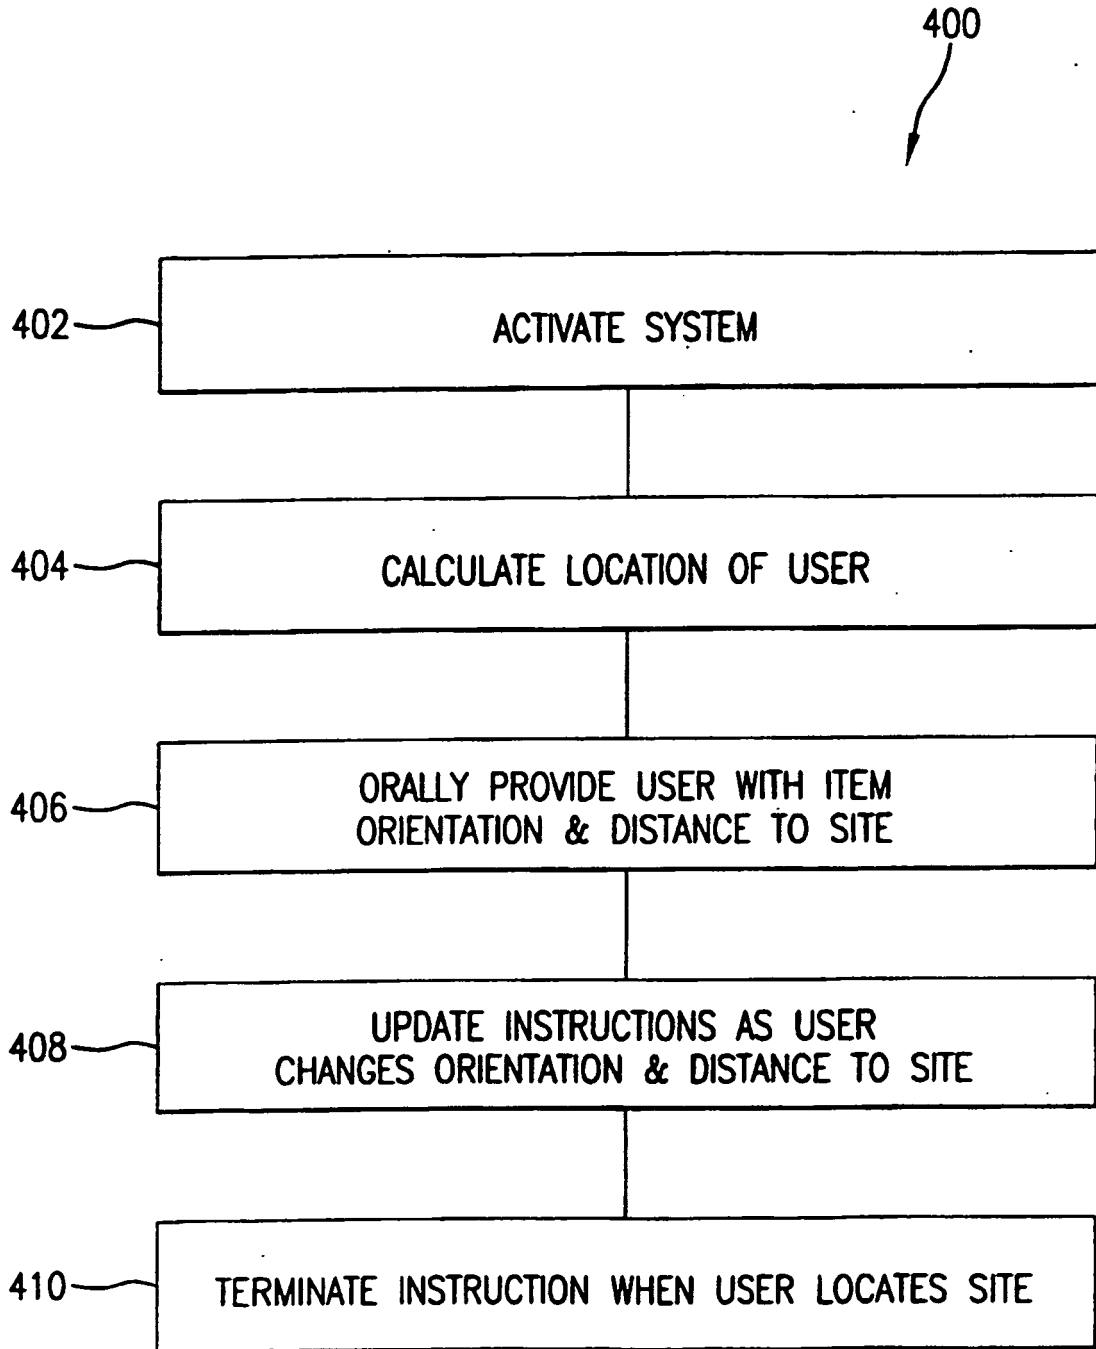 400
402
ACTIVATE SYSTEM
404
CALCULATE LOCATION OF USER
406
ORALLY PROVIDE USER WITH ITEM
ORIENTATION & DISTANCE TO SITE
408
UPDATE INSTRUCTIONS AS USER
CHANGES ORIENTATION & DISTANCE TO SITE
410
TERMINATE INSTRUCTION WHEN USER LOCATES SITE